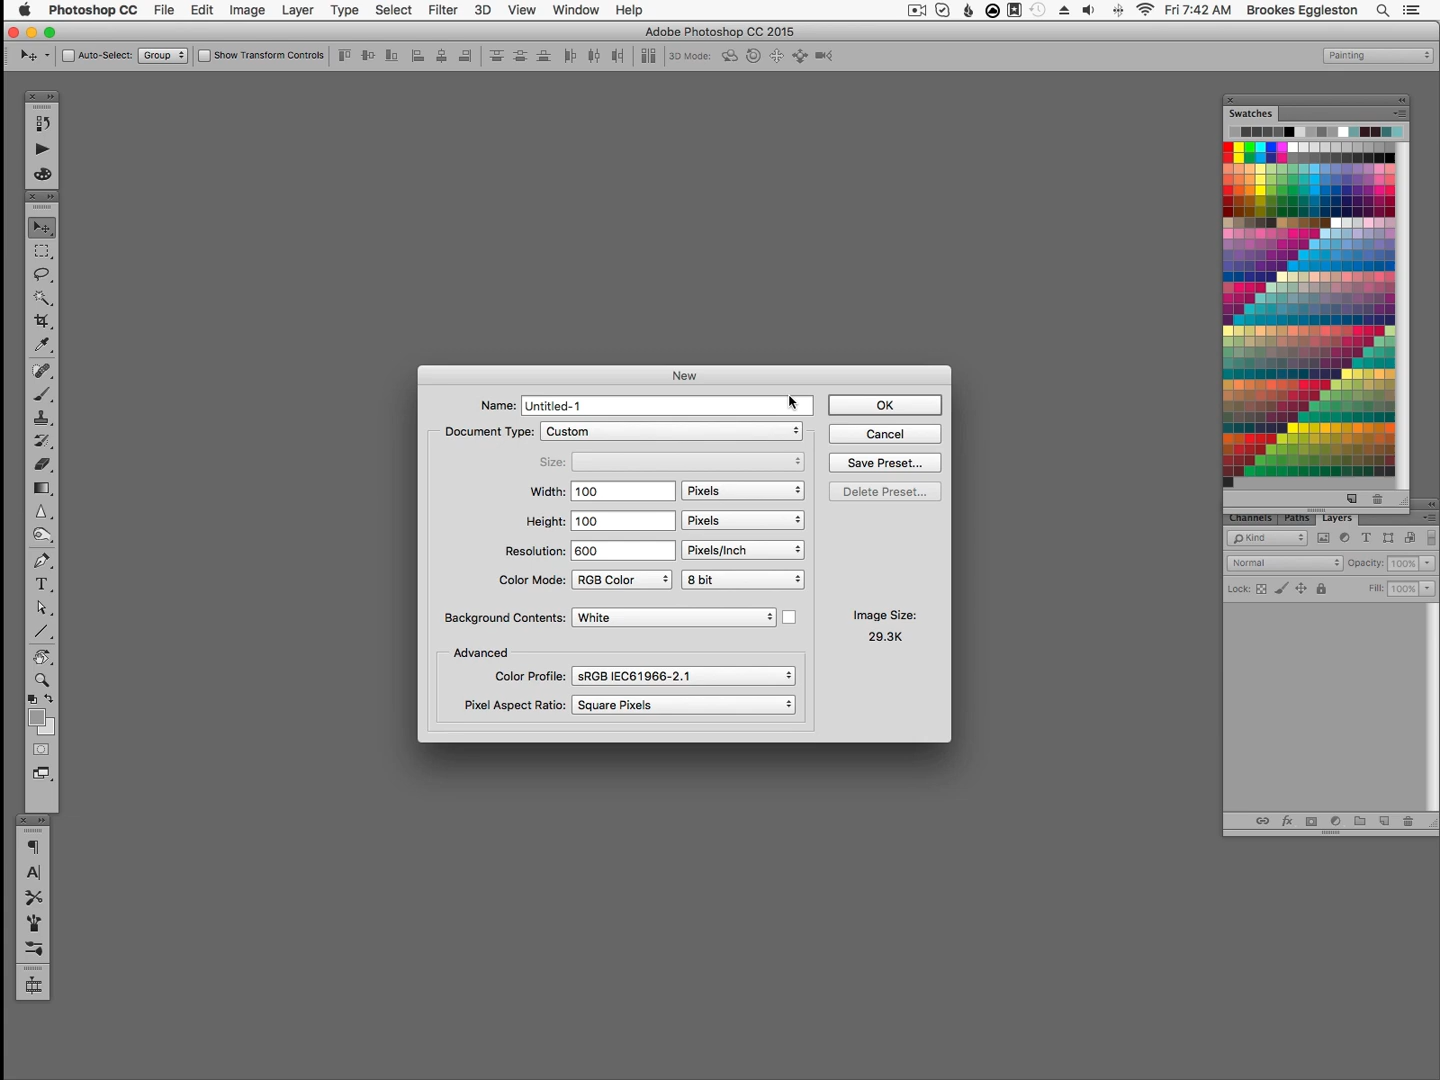 Photoshop CC File Edit Image Layer Type Select Filter 3D View Window Help Fri 7:42 AM Brookes Eggleston
Adobe Photoshop CC 2015
Auto-Select: Group Show Transform Controls 3D Mode: Painting
Swatches
New
Name: Untitled-1 OK
Document Type: Custom Cancel
Size: Save Preset...
Width: 100 Pixels Delete Preset...
Height: 100 Pixels
Resolution: 600 Pixels/Inch
Color Mode: RGB Color 8 bit
Background Contents: White
Image Size:
29.3K
Advanced
Color Profile: sRGB IEC61966-2.1
Pixel Aspect Ratio: Square Pixels
Channels Paths Layers
Kind
Normal Opacity: 100%
Lock: Fill: 100%